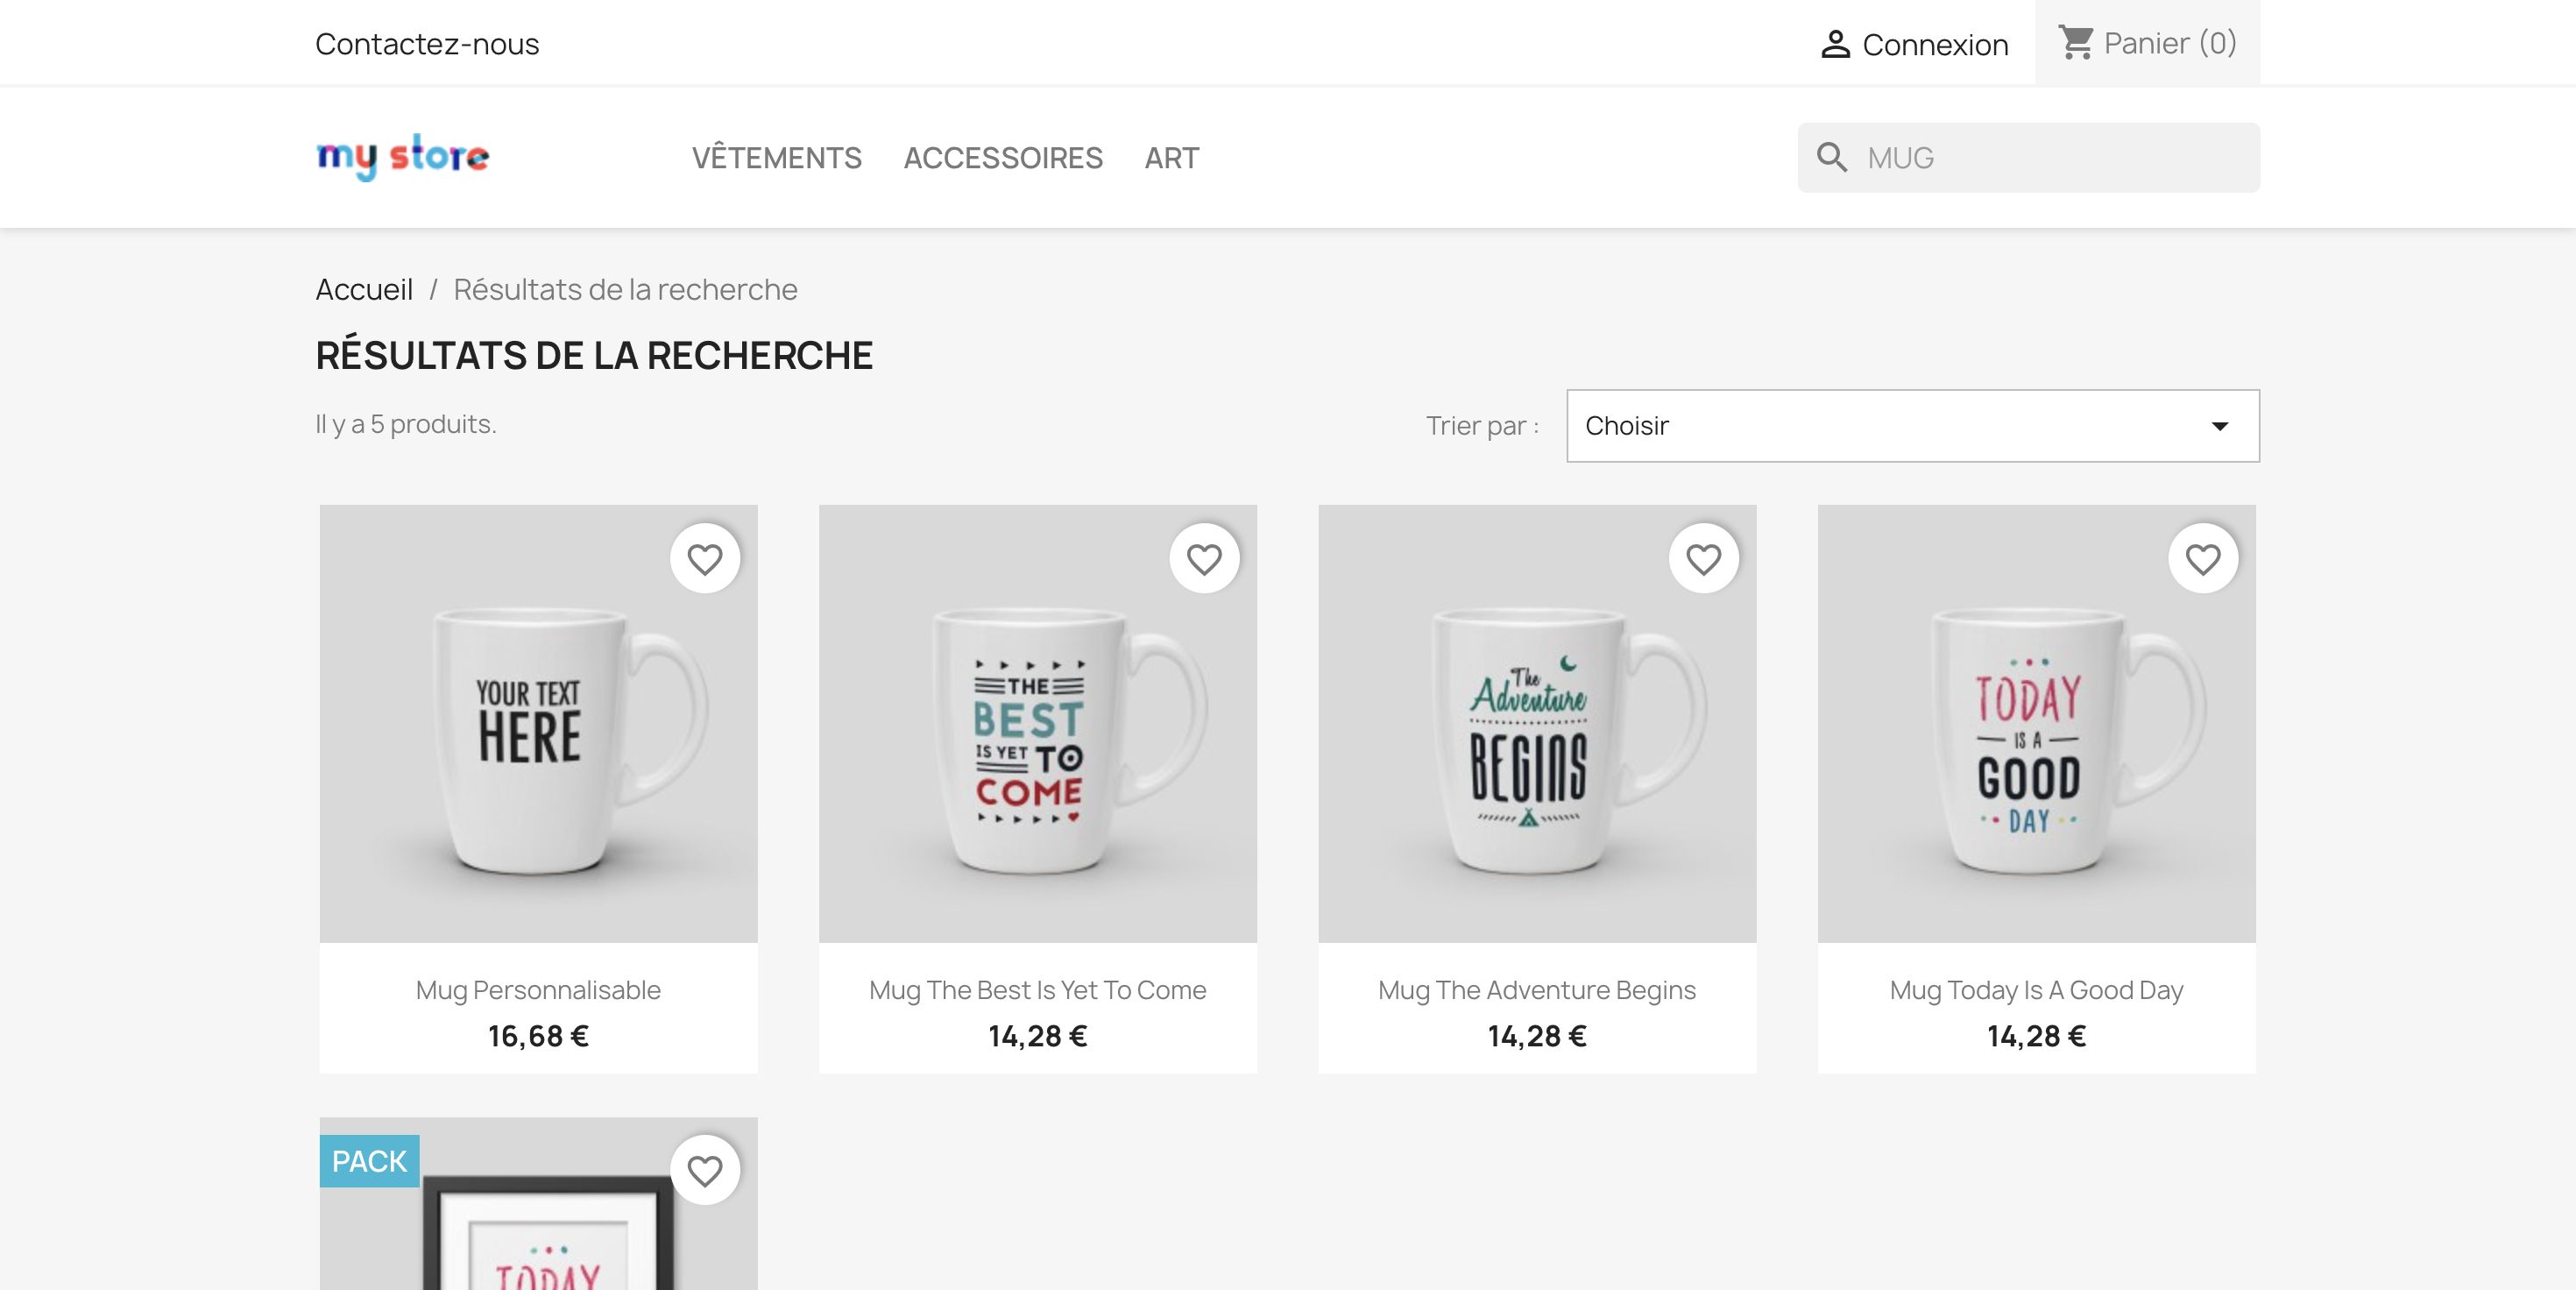 Contactez-nous
Connexion
Panier (0)
my store
VÊTEMENTS
ACCESSOIRES
ART
MUG
Accueil / Résultats de la recherche
RÉSULTATS DE LA RECHERCHE
Il y a 5 produits.
Trier par :
Choisir
YOUR TEXT
HERE
THE
BEST
IS YET TO
COME
The
Adventure
BEGINS
TODAY
IS A
GOOD
DAY
Mug Personnalisable
16,68 €
Mug The Best Is Yet To Come
14,28 €
Mug The Adventure Begins
14,28 €
Mug Today Is A Good Day
14,28 €
PACK
TODAY